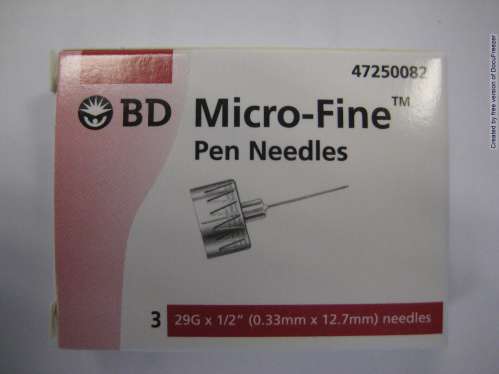 47250082
BD Micro-Fine™
Pen Needles
3 29G x 1/2" (0.33mm x 12.7mm) needles
Created by free version of DocuFreezer